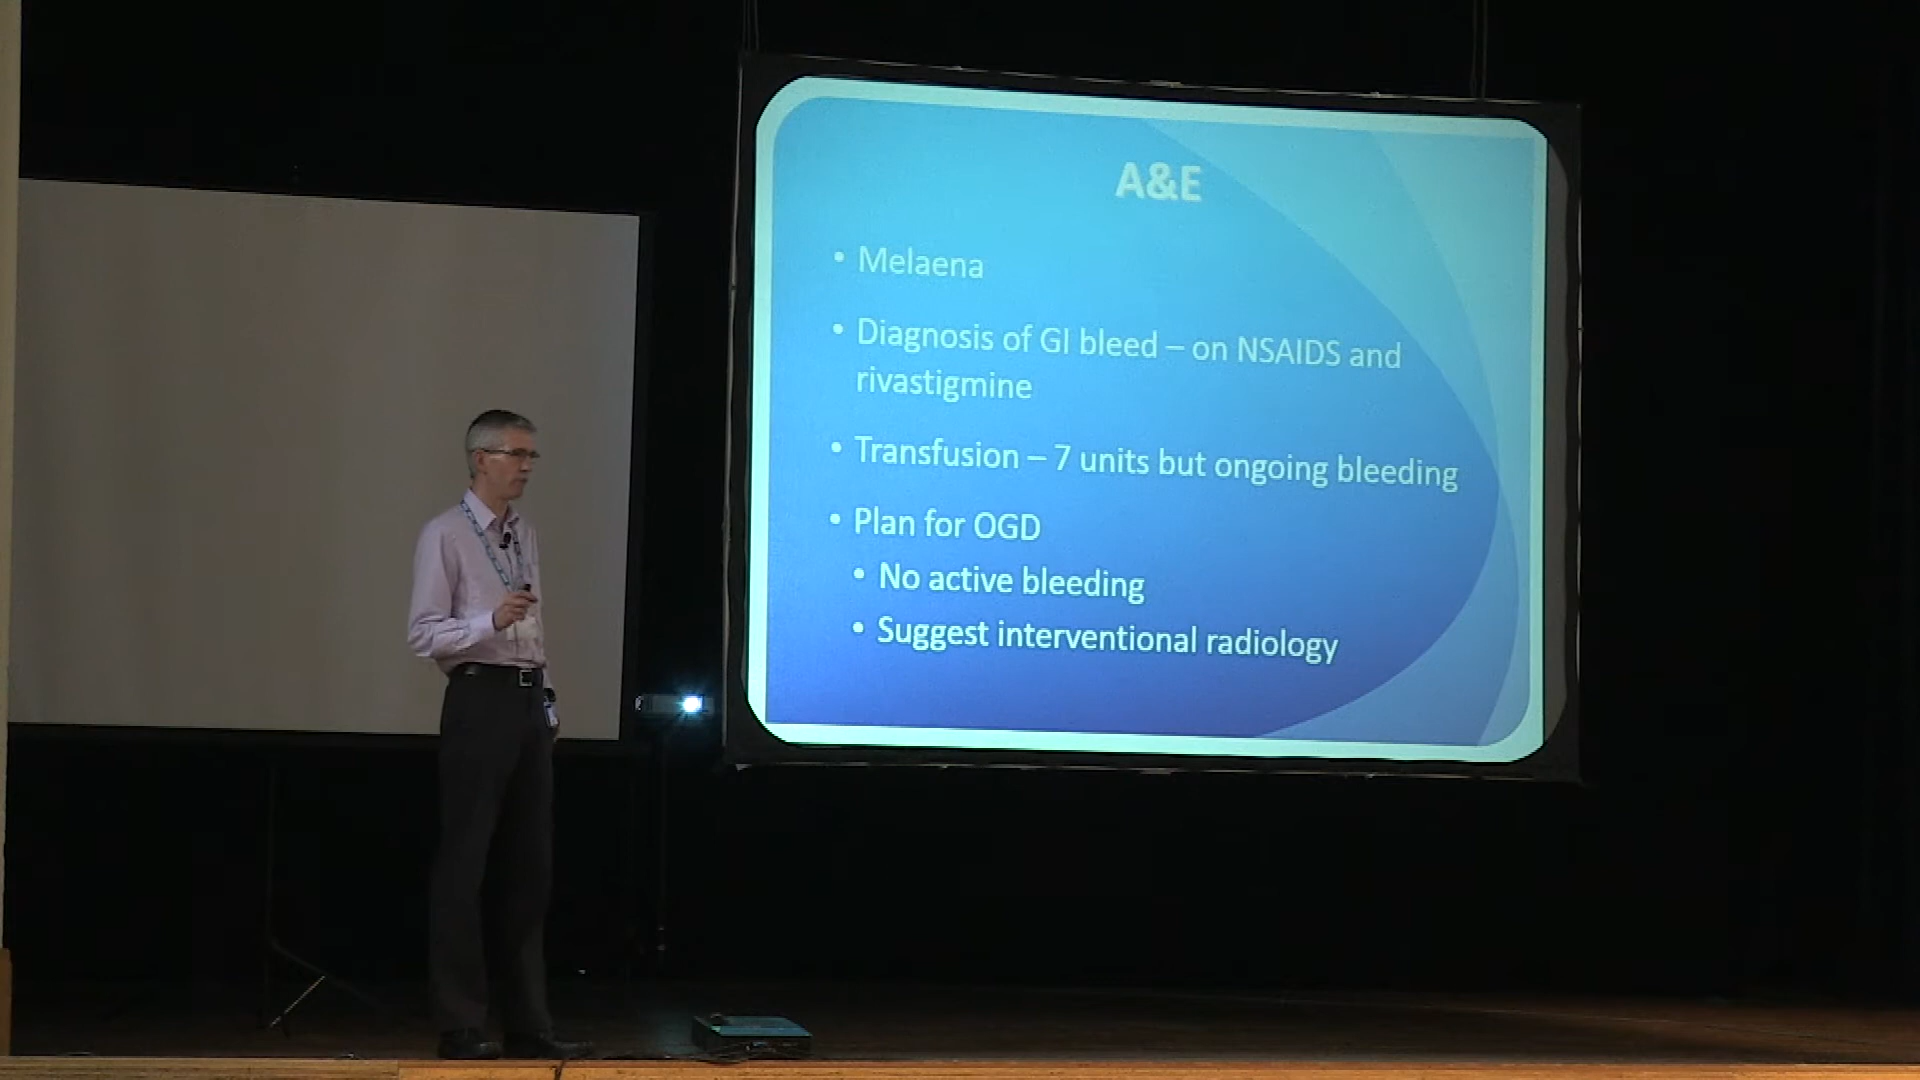 A&E
• Melaena
• Diagnosis of GI bleed – on NSAIDS and
rivastigmine
• Transfusion – 7 units but ongoing bleeding
• Plan for OGD
• No active bleeding
• Suggest interventional radiology